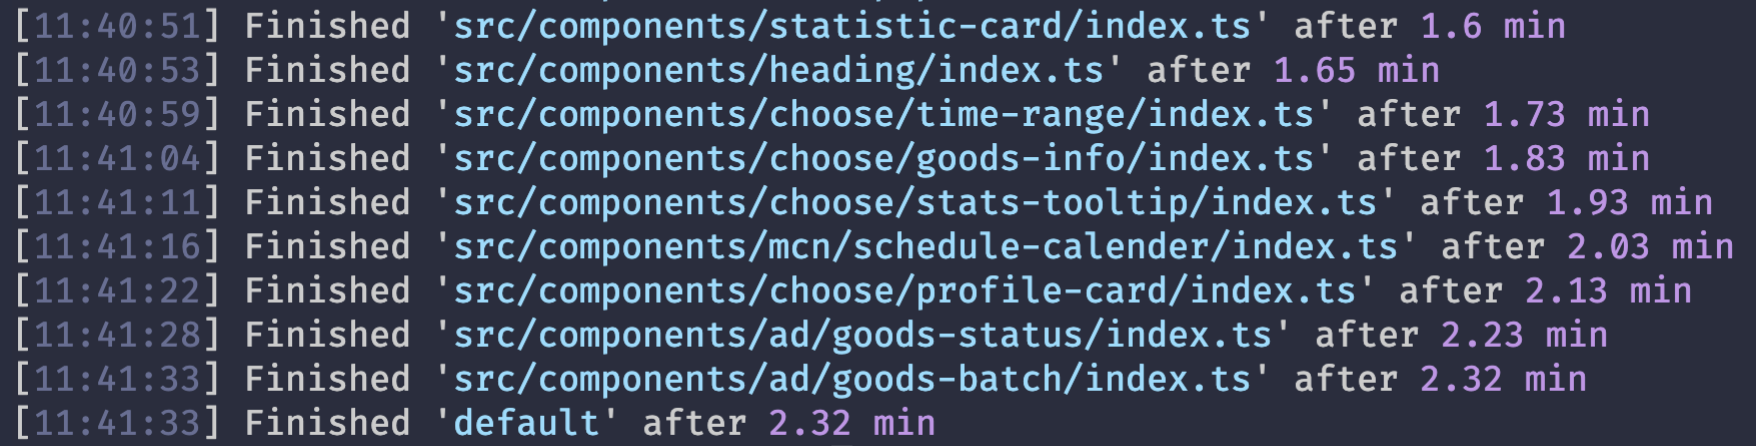 [11:40:51] Finished 'src/components/statistic-card/index.ts' after 1.6 min
[11:40:53] Finished 'src/components/heading/index.ts' after 1.65 min
[11:40:59] Finished 'src/components/choose/time-range/index.ts' after 1.73 min
[11:41:04] Finished 'src/components/choose/goods-info/index.ts' after 1.83 min
[11:41:11] Finished 'src/components/choose/stats-tooltip/index.ts' after 1.93 min
[11:41:16] Finished 'src/components/mcn/schedule-calender/index.ts' after 2.03 min
[11:41:22] Finished 'src/components/choose/profile-card/index.ts' after 2.13 min
[11:41:28] Finished 'src/components/ad/goods-status/index.ts' after 2.23 min
[11:41:33] Finished 'src/components/ad/goods-batch/index.ts' after 2.32 min
[11:41:33] Finished 'default' after 2.32 min